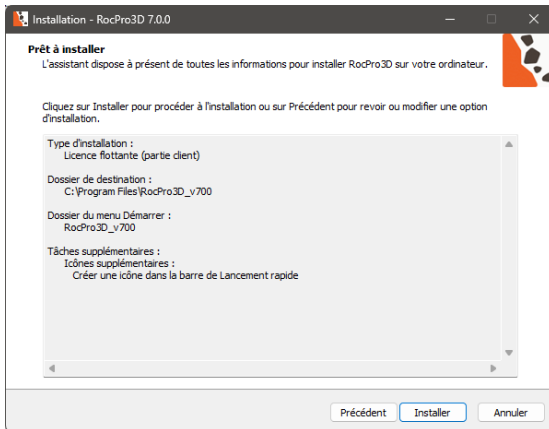 Installation - RocPro3D 7.0.0
Prêt à installer
L'assistant dispose à présent de toutes les informations pour installer RocPro3D sur votre ordinateur.
Cliquez sur Installer pour procéder à l'installation ou sur Précédent pour revoir ou modifier une option
d'installation.
Type d'installation :
Licence flottante (partie client)
Dossier de destination :
C:\Program Files\RocPro3D_v700
Dossier du menu Démarrer :
RocPro3D_v700
Tâches supplémentaires :
Icônes supplémentaires :
Créer une icône dans la barre de Lancement rapide
Précédent Installer Annuler